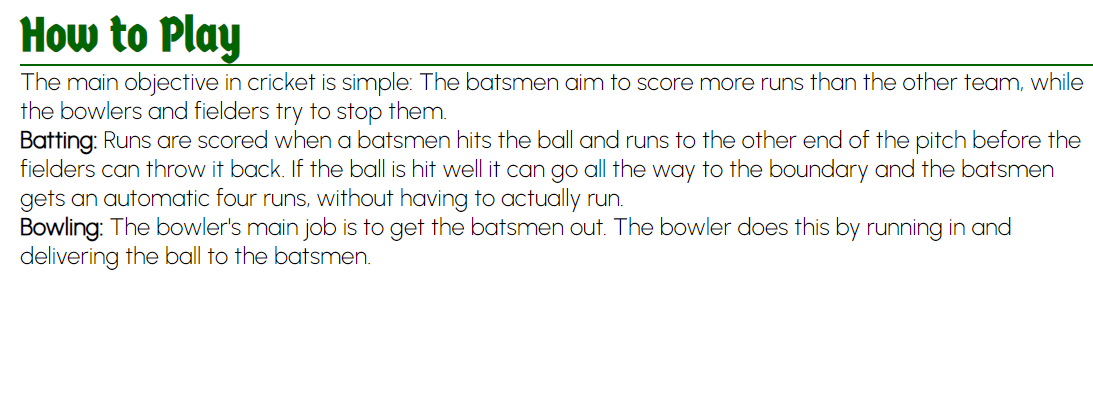 How to Play
The main objective in cricket is simple: The batsmen aim to score more runs than the other team, while
the bowlers and fielders try to stop them.
Batting: Runs are scored when a batsmen hits the ball and runs to the other end of the pitch before the
fielders can throw it back. If the ball is hit well it can go all the way to the boundary and the batsmen
gets an automatic four runs, without having to actually run.
Bowling: The bowler's main job is to get the batsmen out. The bowler does this by running in and
delivering the ball to the batsmen.